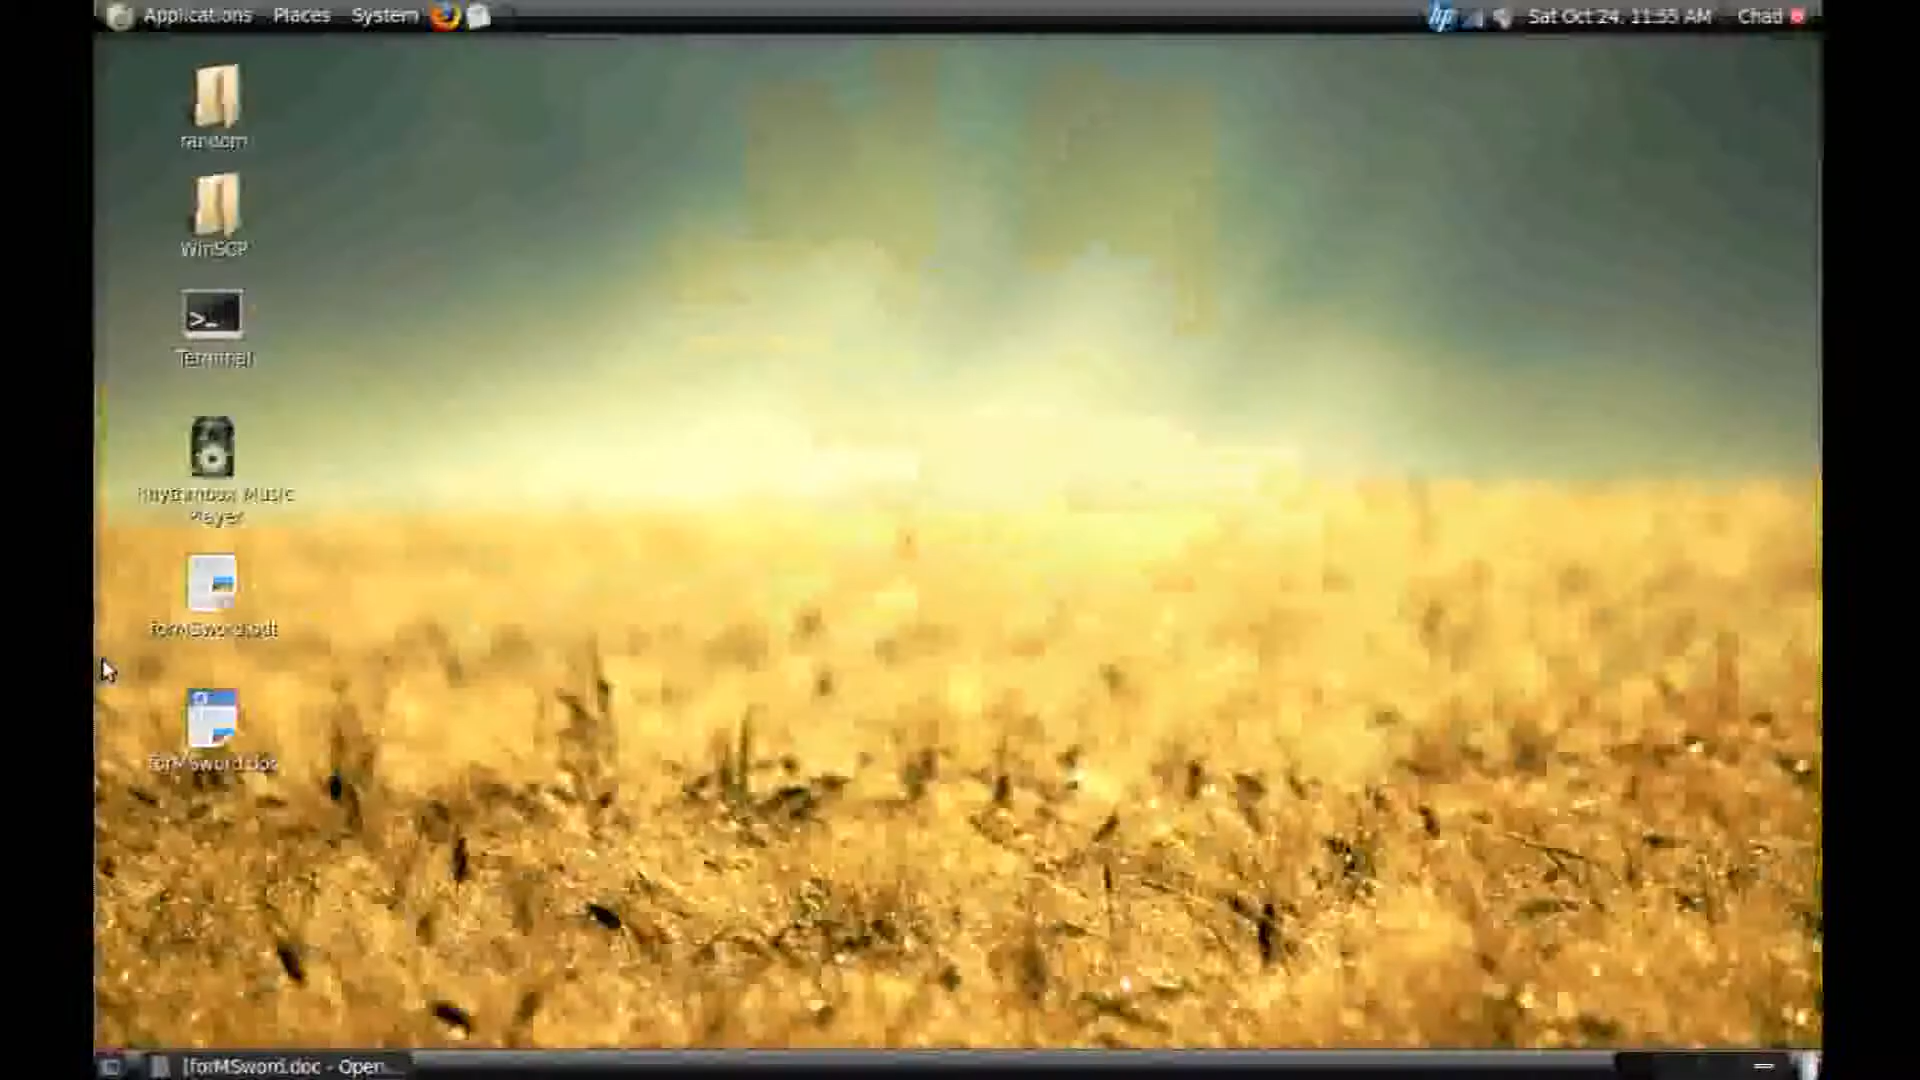 Applications Places System
hp Sat Oct 24, 11:55 AM Chad
random
WinSCP
>_
Terminal
Rhythmbox Music
Player
forMSword.odt
forMSword.doc
[forMSword.doc - Open...